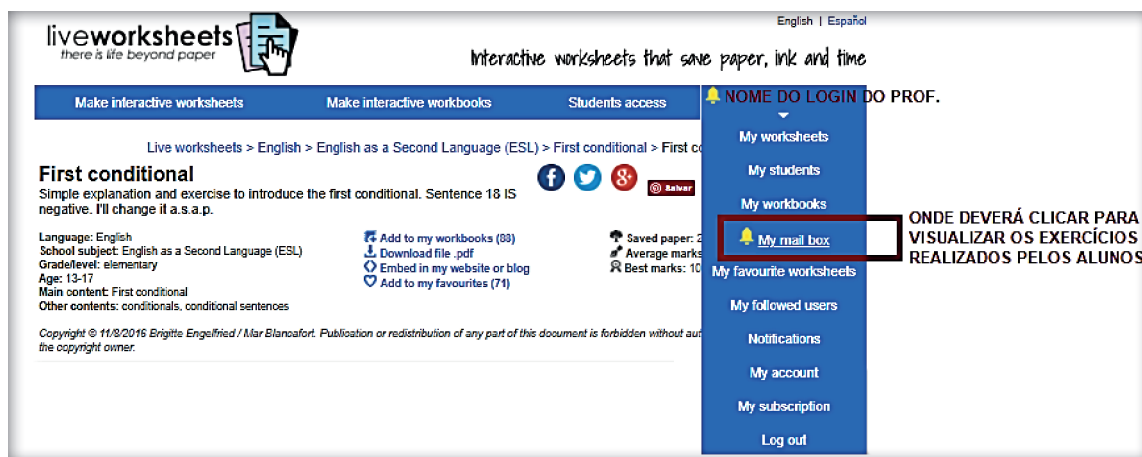 English | Español
liveworksheets
there is life beyond paper
Interactive worksheets that save paper, ink and time
Make interactive worksheets
Make interactive workbooks
Students access
NOME DO LOGIN DO PROF.
My worksheets
Live worksheets > English > English as a Second Language (ESL) > First conditional > First co
First conditional
Simple explanation and exercise to introduce the first conditional. Sentence 18 IS
negative. I'll change it a.s.a.p.
Salvar
My students
My workbooks
Language: English
School subject: English as a Second Language (ESL)
Grade/level: elementary
Age: 13-17
Main content: First conditional
Other contents: conditionals, conditional sentences
Add to my workbooks (88)
Download file .pdf
Embed in my website or blog
Add to my favourites (71)
Saved paper: 2
Average marks
Best marks: 10
My mail box
ONDE DEVERÁ CLICAR PARA
VISUALIZAR OS EXERCÍCIOS
REALIZADOS PELOS ALUNOS
My favourite worksheets
My followed users
Copyright © 11/8/2016 Brigitte Engelfried / Mar Blancafort. Publication or redistribution of any part of this document is forbidden without aut
the copyright owner.
Notifications
My account
My subscription
Log out